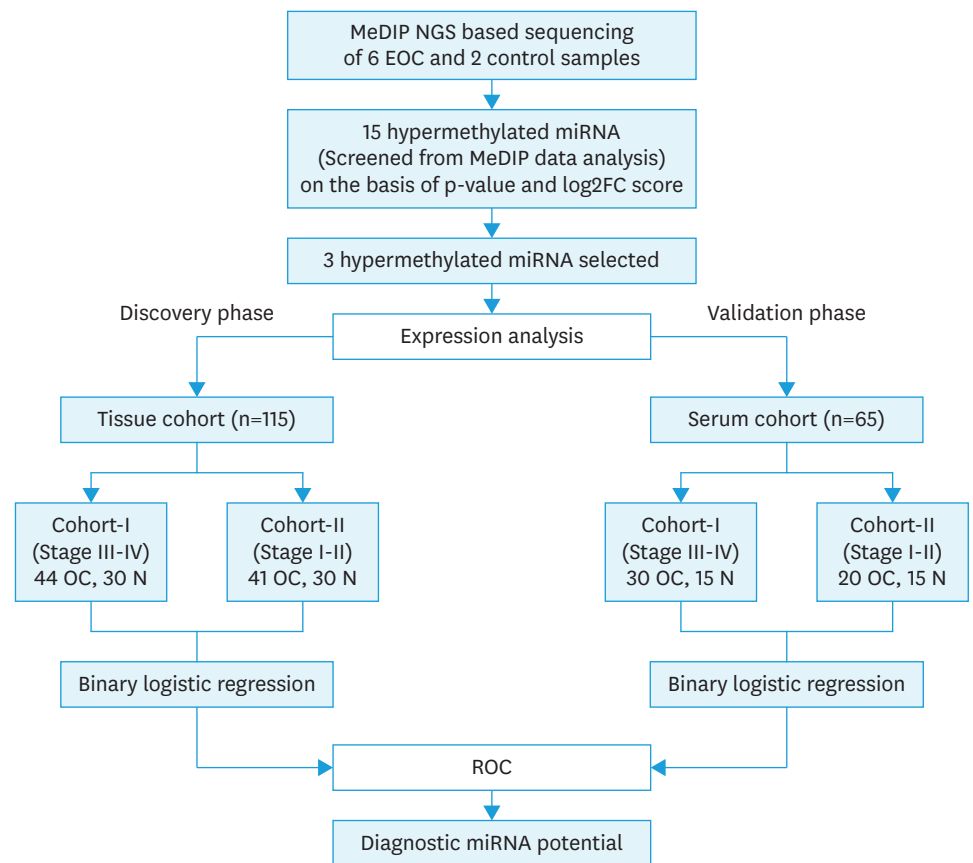 MeDIP NGS based sequencing
of 6 EOC and 2 control samples
15 hypermethylated miRNA
(Screened from MeDIP data analysis)
on the basis of p-value and log2FC score
3 hypermethylated miRNA selected
Discovery phase
Validation phase
Expression analysis
Tissue cohort (n=115)
Serum cohort (n=65)
Cohort-I
(Stage III-IV)
44 OC, 30 N
Cohort-II
(Stage I-II)
41 OC, 30 N
Cohort-I
(Stage III-IV)
30 OC, 15 N
Cohort-II
(Stage I-II)
20 OC, 15 N
Binary logistic regression
Binary logistic regression
ROC
Diagnostic miRNA potential